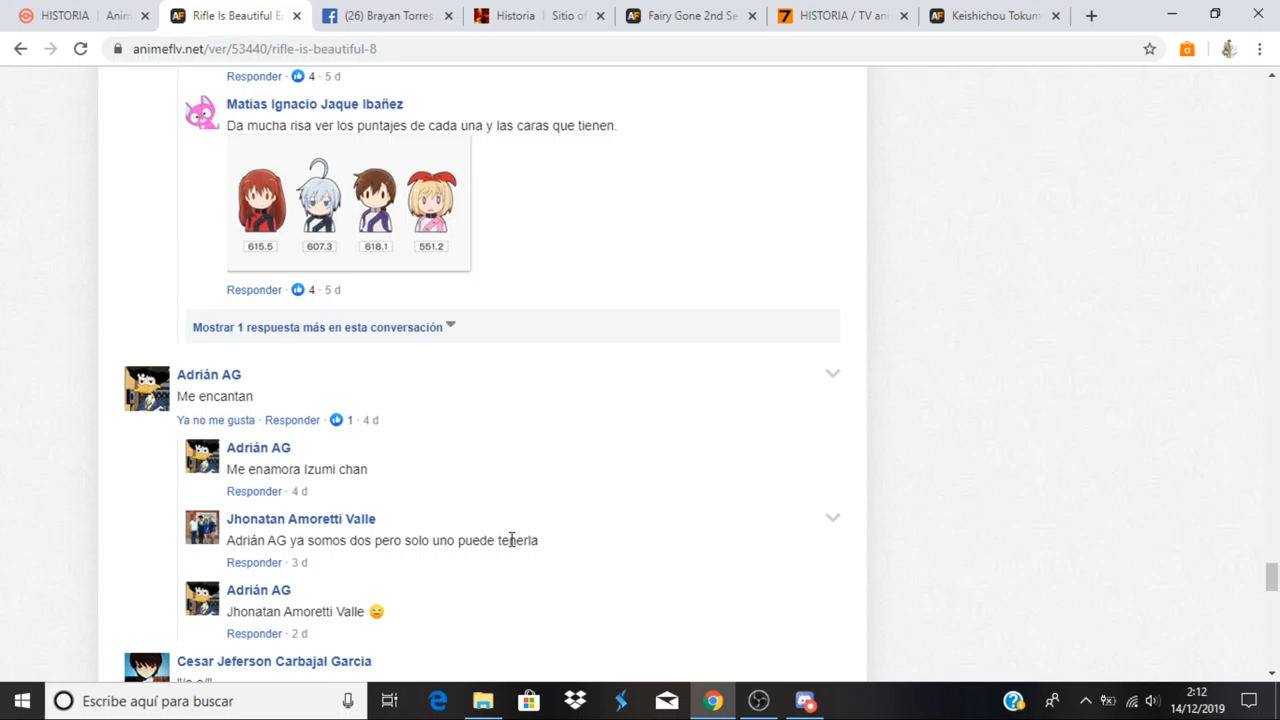 HISTORIA | Anim
Rifle Is Beautiful Ep
(26) Brayan Torres
Historia | Sitio of
Fairy Gone 2nd Se
HISTORIA / TV an
Keishichou Tokum
animeflv.net/ver/53440/rifle-is-beautiful-8
Responder · 4 · 5 d
Matías Ignacio Jaque Ibañez
Da mucha risa ver los puntajes de cada una y las caras que tienen.
615.5 607.3 618.1 551.2
Responder · 4 · 5 d
Mostrar 1 respuesta más en esta conversación
Adrián AG
Me encantan
Ya no me gusta · Responder · 1 · 4 d
Adrián AG
Me enamora Izumi chan
Responder · 4 d
Jhonatan Amoretti Valle
Adrián AG ya somos dos pero solo uno puede tenerla
Responder · 3 d
Adrián AG
Jhonatan Amoretti Valle 😑
Responder · 2 d
Cesar Jeferson Carbajal Garcia
Escribe aquí para buscar
2:12
14/12/2019